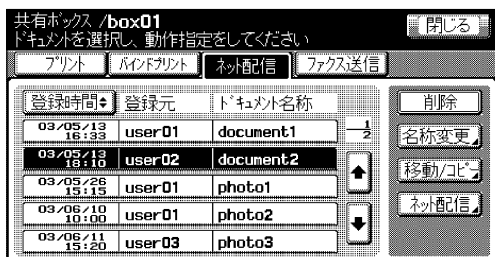 共有ボックス /box01
ドキュメントを選択し、動作指定をしてください
閉じる
プリント バインドプリント ネット配信 ファクス送信
登録時間 登録元 ドキュメント名称
03/05/13 16:33 user01 document1
03/05/13 18:10 user02 document2
03/05/26 15:15 user01 photo1
03/06/10 10:00 user01 photo2
03/06/11 15:20 user03 photo3
1/2
削除
名称変更
移動/コピー
ネット配信